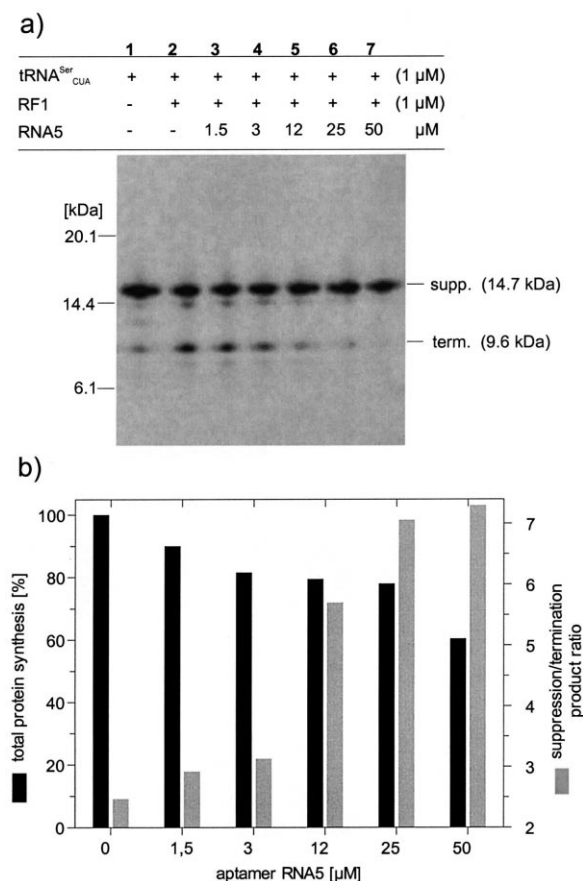 a)
1 2 3 4 5 6 7
tRNA^Ser_CUA + + + + + + + (1 µM)
RF1 - + + + + + + (1 µM)
RNA5 - - 1.5 3 12 25 50 µM
[kDa]
20.1
supp. (14.7 kDa)
14.4
term. (9.6 kDa)
6.1
b)
total protein synthesis [%]
100
80
60
40
20
0
7
6
5
4
3
2
suppression/termination
product ratio
0 1,5 3 12 25 50
aptamer RNA5 [µM]